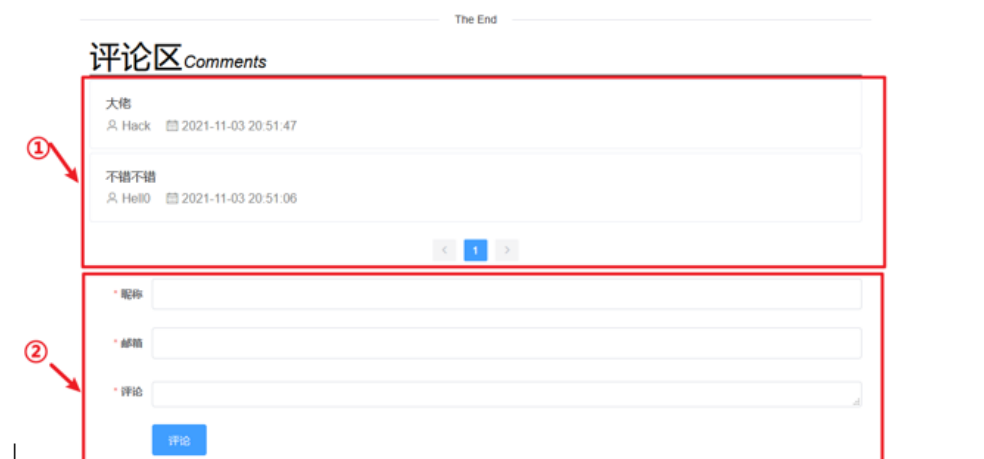 The End
评论区Comments
大佬
Hack 2021-11-03 20:51:47
①
不错不错
Hell0 2021-11-03 20:51:06
< 1 >
* 昵称
②
* 邮箱
* 评论
评论